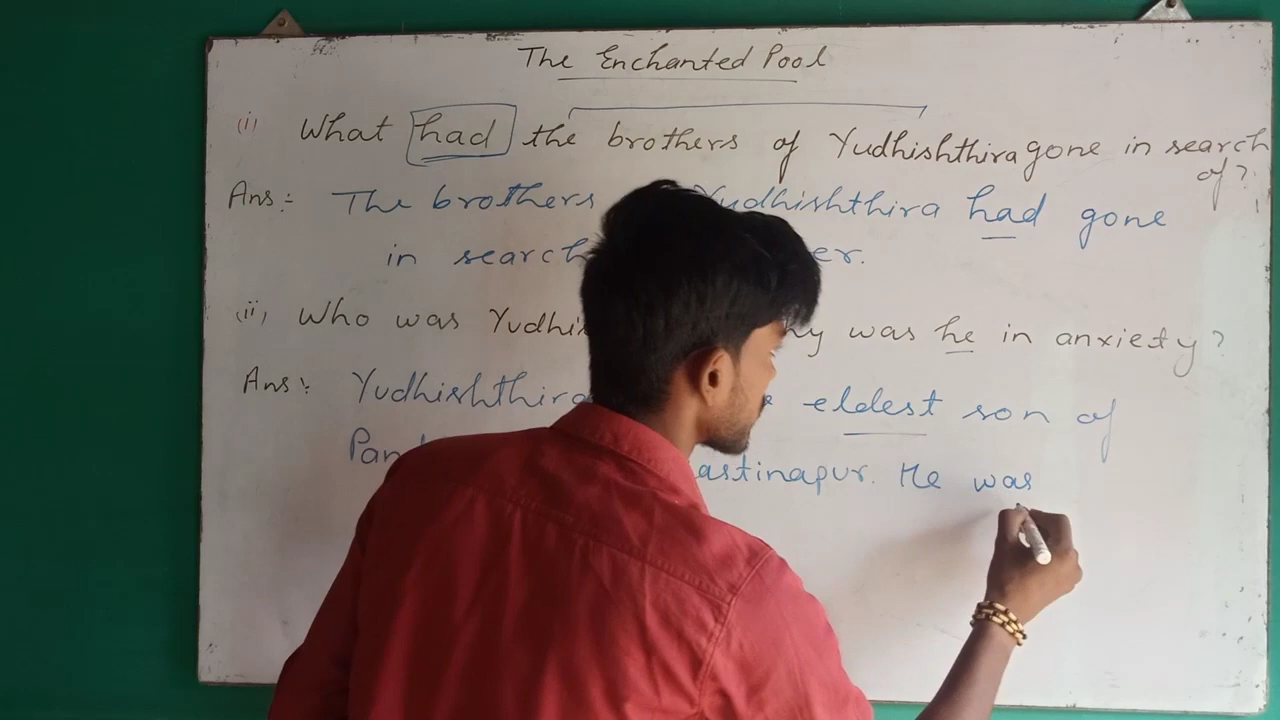 The Enchanted Pool
(i) What had the brothers of Yudhishthira gone in search
of?
Ans:- The brothers Yudhishthira had gone
in search er.
(ii) Who was Yudhi hy was he in anxiety?
Ans:- Yudhishthira eldest son of
Pan astinapur. He was